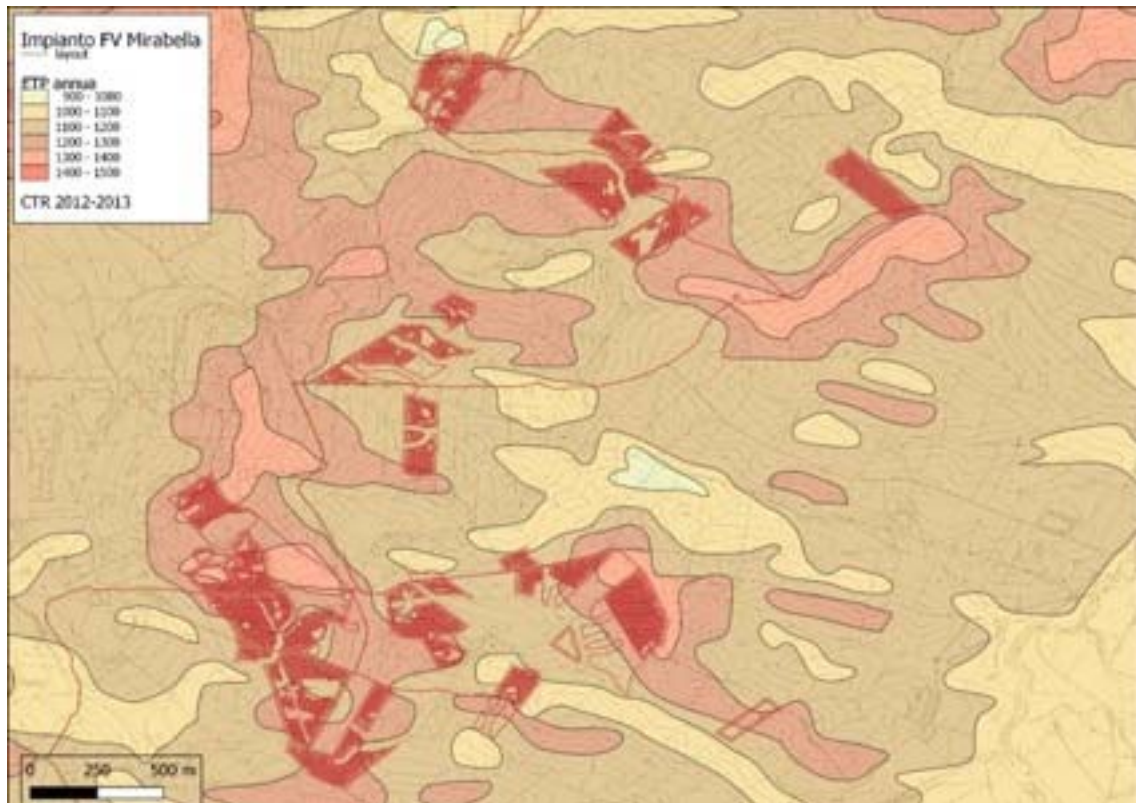 Impianto FV Mirabella
layout
ETP annua
900 - 1000
1000 - 1100
1100 - 1200
1200 - 1300
1300 - 1400
1400 - 1500
CTR 2012-2013
0 250 500 m